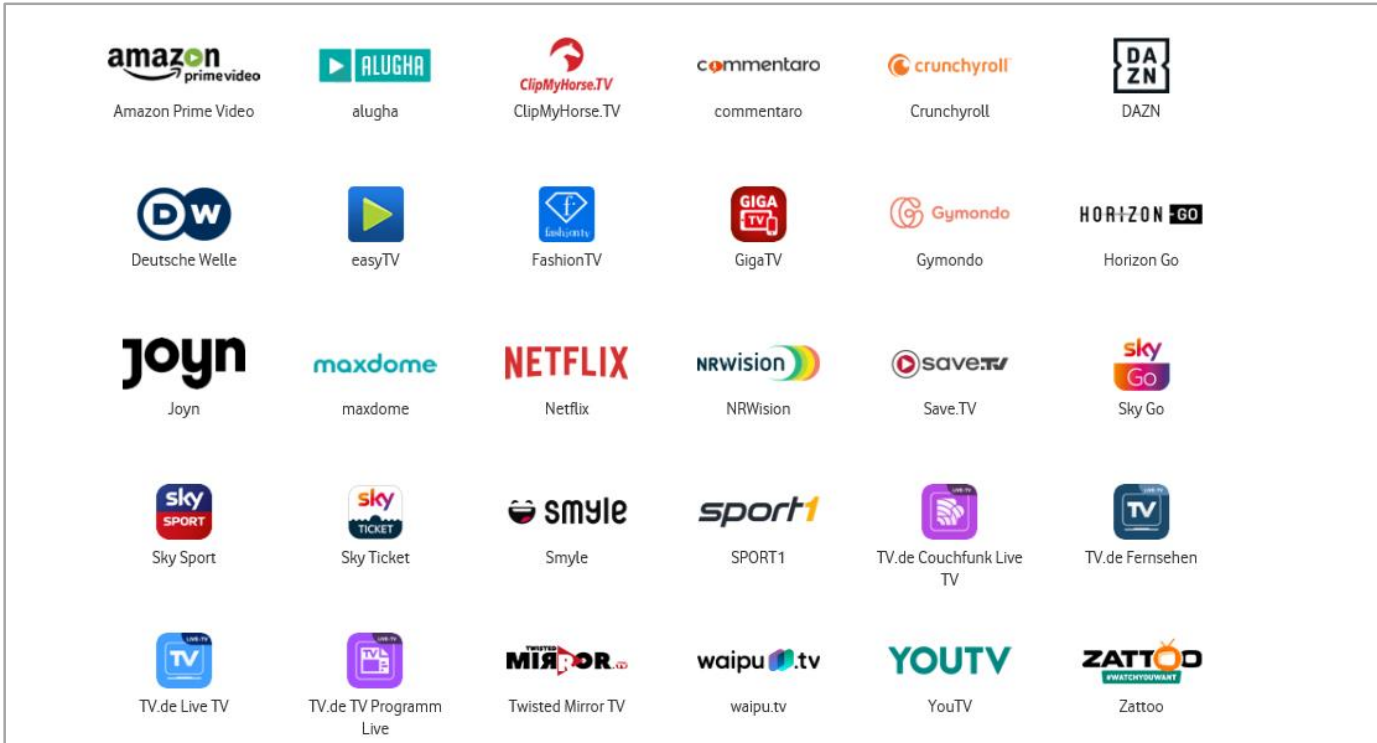 amazon prime video ALUGHA ClipMyHorse.TV commentaro crunchyroll DA ZN
Amazon Prime Video alugha ClipMyHorse.TV commentaro Crunchyroll DAZN
DW f fashiontv GIGA TV Gymondo HORIZON GO
Deutsche Welle easyTV FashionTV GigaTV Gymondo Horizon Go
Joyn maxdome NETFLIX NRWision save.TV sky Go
Joyn maxdome Netflix NRWision Save.TV Sky Go
sky SPORT sky TICKET smyle sport1 LIVE-TV LIVE-TV TV
Sky Sport Sky Ticket Smyle SPORT1 TV.de Couchfunk Live TV.de Fernsehen
TV
LIVE-TV TV LIVE-TV TV TWISTED MIRROR.TV waipu.tv YOUTV ZATTOO #WATCHYOUWANT
TV.de Live TV TV.de TV Programm Twisted Mirror TV waipu.tv YouTV Zattoo
Live